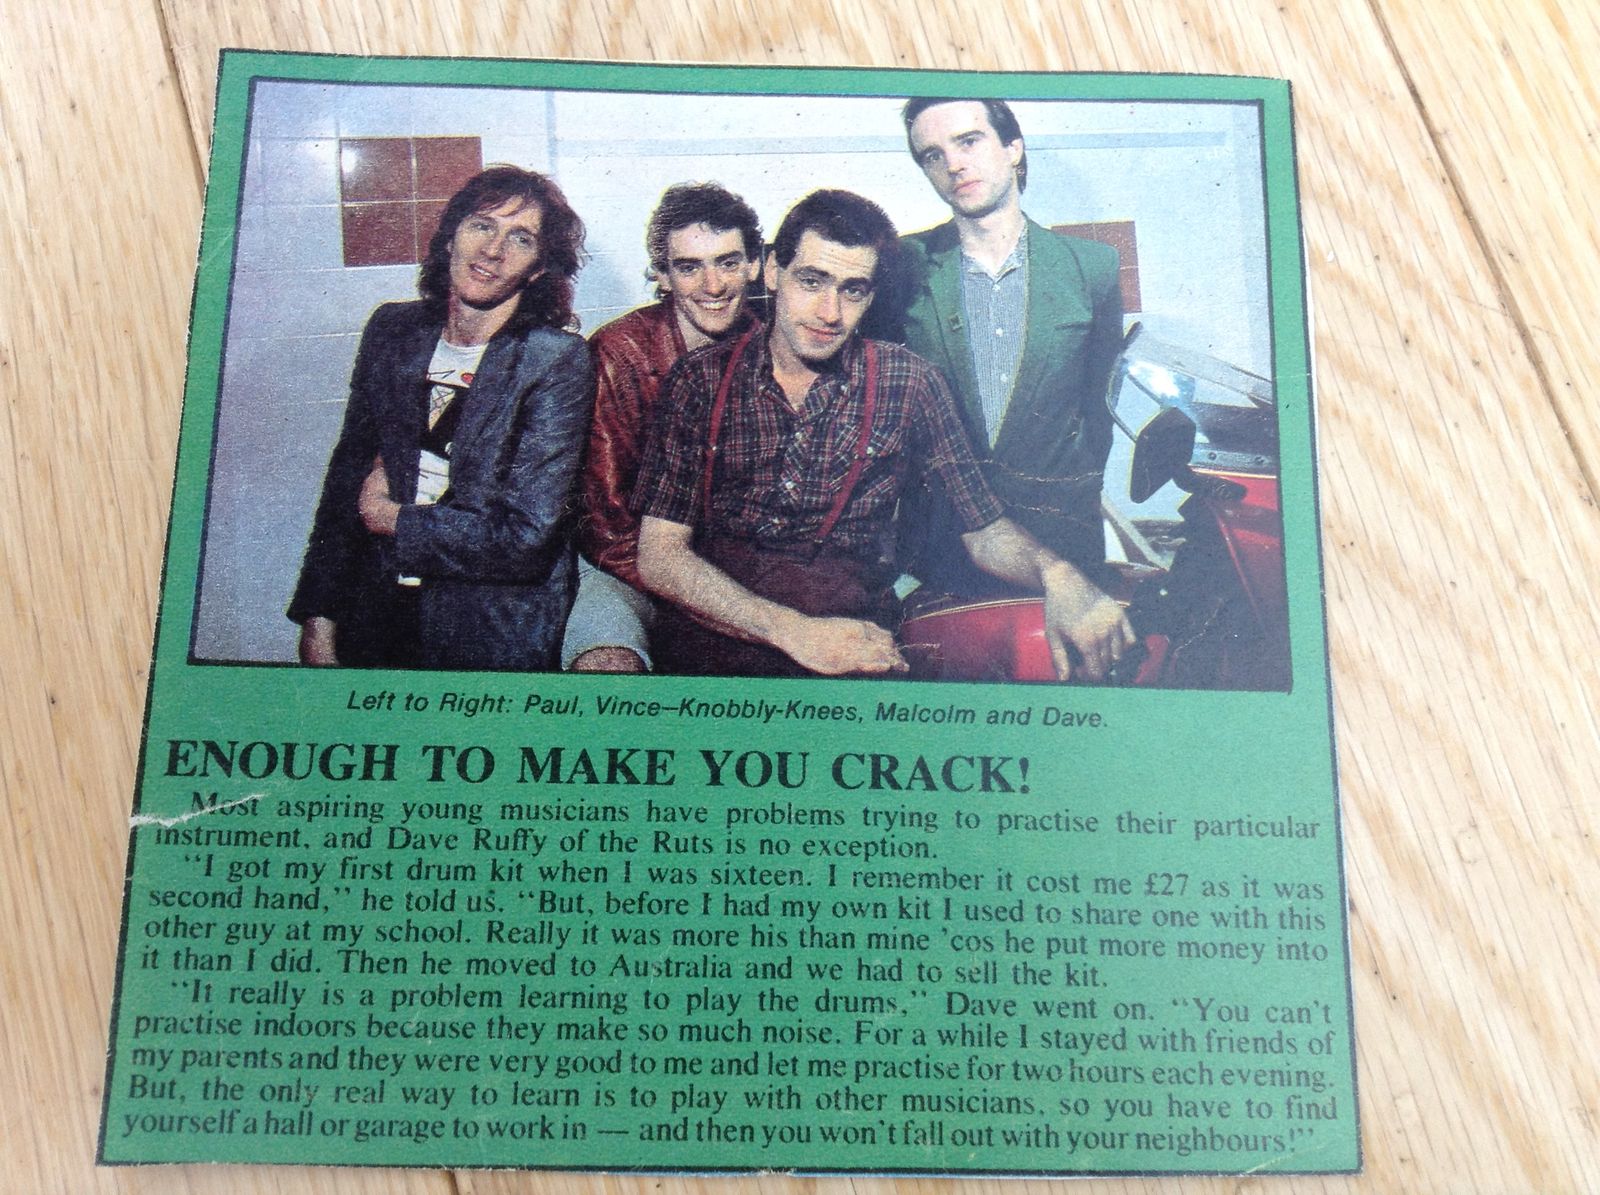 Left to Right: Paul, Vince—Knobbly-Knees, Malcolm and Dave.
ENOUGH TO MAKE YOU CRACK!
Most aspiring young musicians have problems trying to practise their particular
instrument, and Dave Ruffy of the Ruts is no exception.
"I got my first drum kit when I was sixteen. I remember it cost me £27 as it was
second hand," he told us. "But, before I had my own kit I used to share one with this
other guy at my school. Really it was more his than mine 'cos he put more money into
it than I did. Then he moved to Australia and we had to sell the kit.
"It really is a problem learning to play the drums," Dave went on. "You can't
practise indoors because they make so much noise. For a while I stayed with friends of
my parents and they were very good to me and let me practise for two hours each evening.
But, the only real way to learn is to play with other musicians, so you have to find
yourself a hall or garage to work in — and then you won't fall out with your neighbours!"